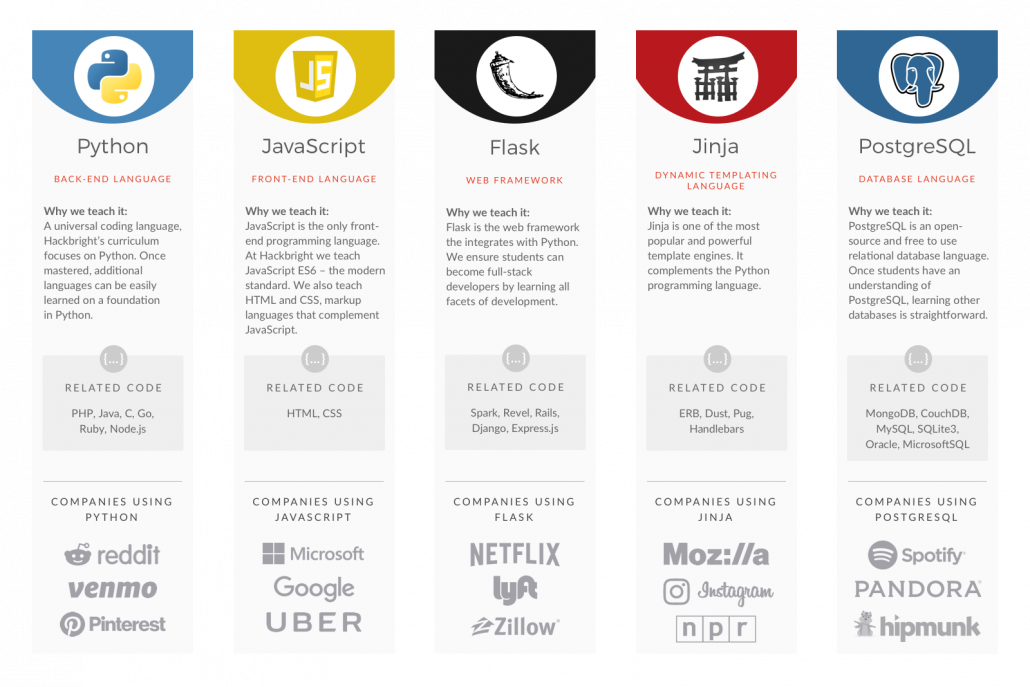 JS
Python
BACK-END LANGUAGE
Why we teach it:
A universal coding language,
Hackbright's curriculum
focuses on Python. Once
mastered, additional
languages can be easily
learned on a foundation
in Python.
{...}
RELATED CODE
PHP, Java, C, Go,
Ruby, Node.js
COMPANIES USING
PYTHON
reddit
venmo
Pinterest
JavaScript
FRONT-END LANGUAGE
Why we teach it:
JavaScript is the only front-
end programming language.
At Hackbright we teach
JavaScript ES6 – the modern
standard. We also teach
HTML and CSS, markup
languages that complement
JavaScript.
{...}
RELATED CODE
HTML, CSS
COMPANIES USING
JAVASCRIPT
Microsoft
Google
UBER
Flask
WEB FRAMEWORK
Why we teach it:
Flask is the web framework
the integrates with Python.
We ensure students can
become full-stack
developers by learning all
facets of development.
{...}
RELATED CODE
Spark, Revel, Rails,
Django, Express.js
COMPANIES USING
FLASK
NETFLIX
lyft
Zillow®
Jinja
DYNAMIC TEMPLATING
LANGUAGE
Why we teach it:
Jinja is one of the most
popular and powerful
template engines. It
complements the Python
programming language.
{...}
RELATED CODE
ERB, Dust, Pug,
Handlebars
COMPANIES USING
JINJA
Moz://a
Instagram
npr
PostgreSQL
DATABASE LANGUAGE
Why we teach it:
PostgreSQL is an open-
source and free to use
relational database language.
Once students have an
understanding of
PostgreSQL, learning other
databases is straightforward.
{...}
RELATED CODE
MongoDB, CouchDB,
MySQL, SQLite3,
Oracle, MicrosoftSQL
COMPANIES USING
POSTGRESQL
Spotify®
PANDORA®
hipmunk